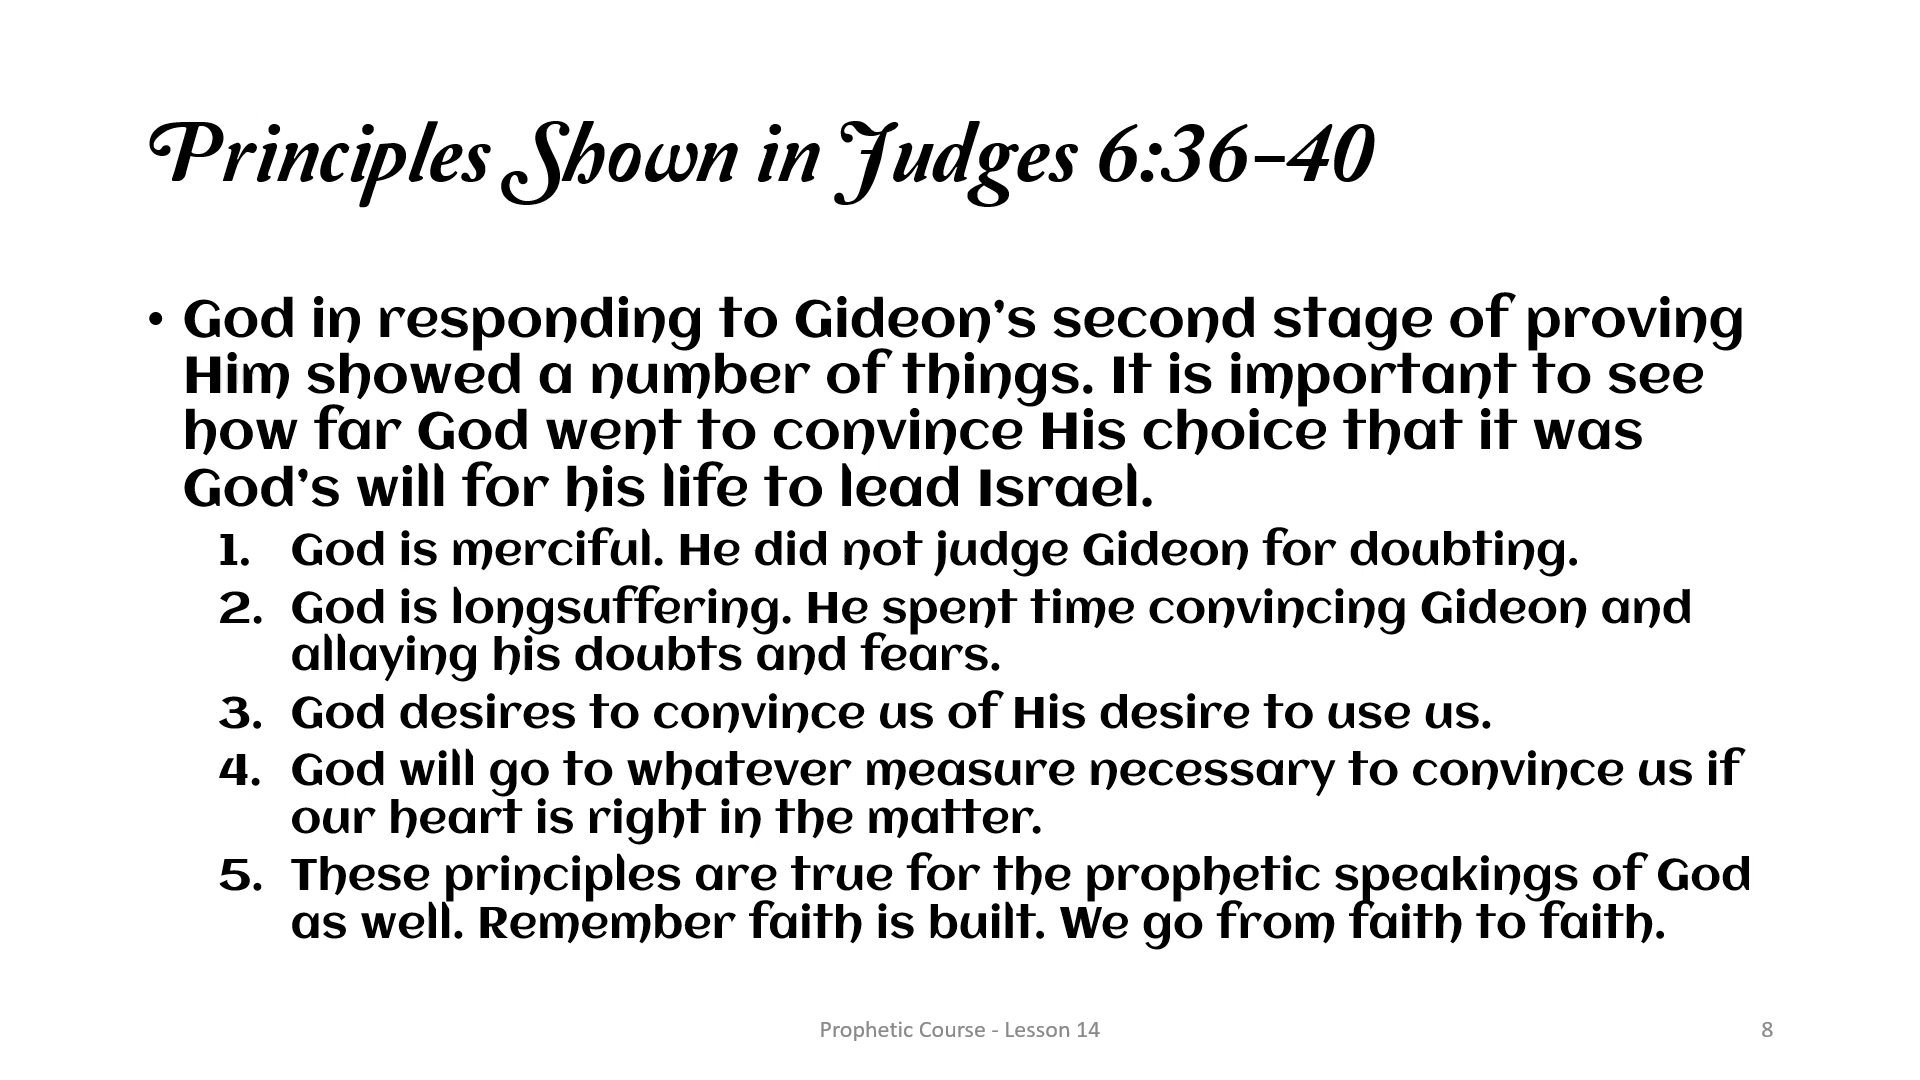 Principles Shown in Judges 6:36-40
• God in responding to Gideon's second stage of proving
Him showed a number of things. It is important to see
how far God went to convince His choice that it was
God's will for his life to lead Israel.
1. God is merciful. He did not judge Gideon for doubting.
2. God is longsuffering. He spent time convincing Gideon and
allaying his doubts and fears.
3. God desires to convince us of His desire to use us.
4. God will go to whatever measure necessary to convince us if
our heart is right in the matter.
5. These principles are true for the prophetic speakings of God
as well. Remember faith is built. We go from faith to faith.
Prophetic Course - Lesson 14
8